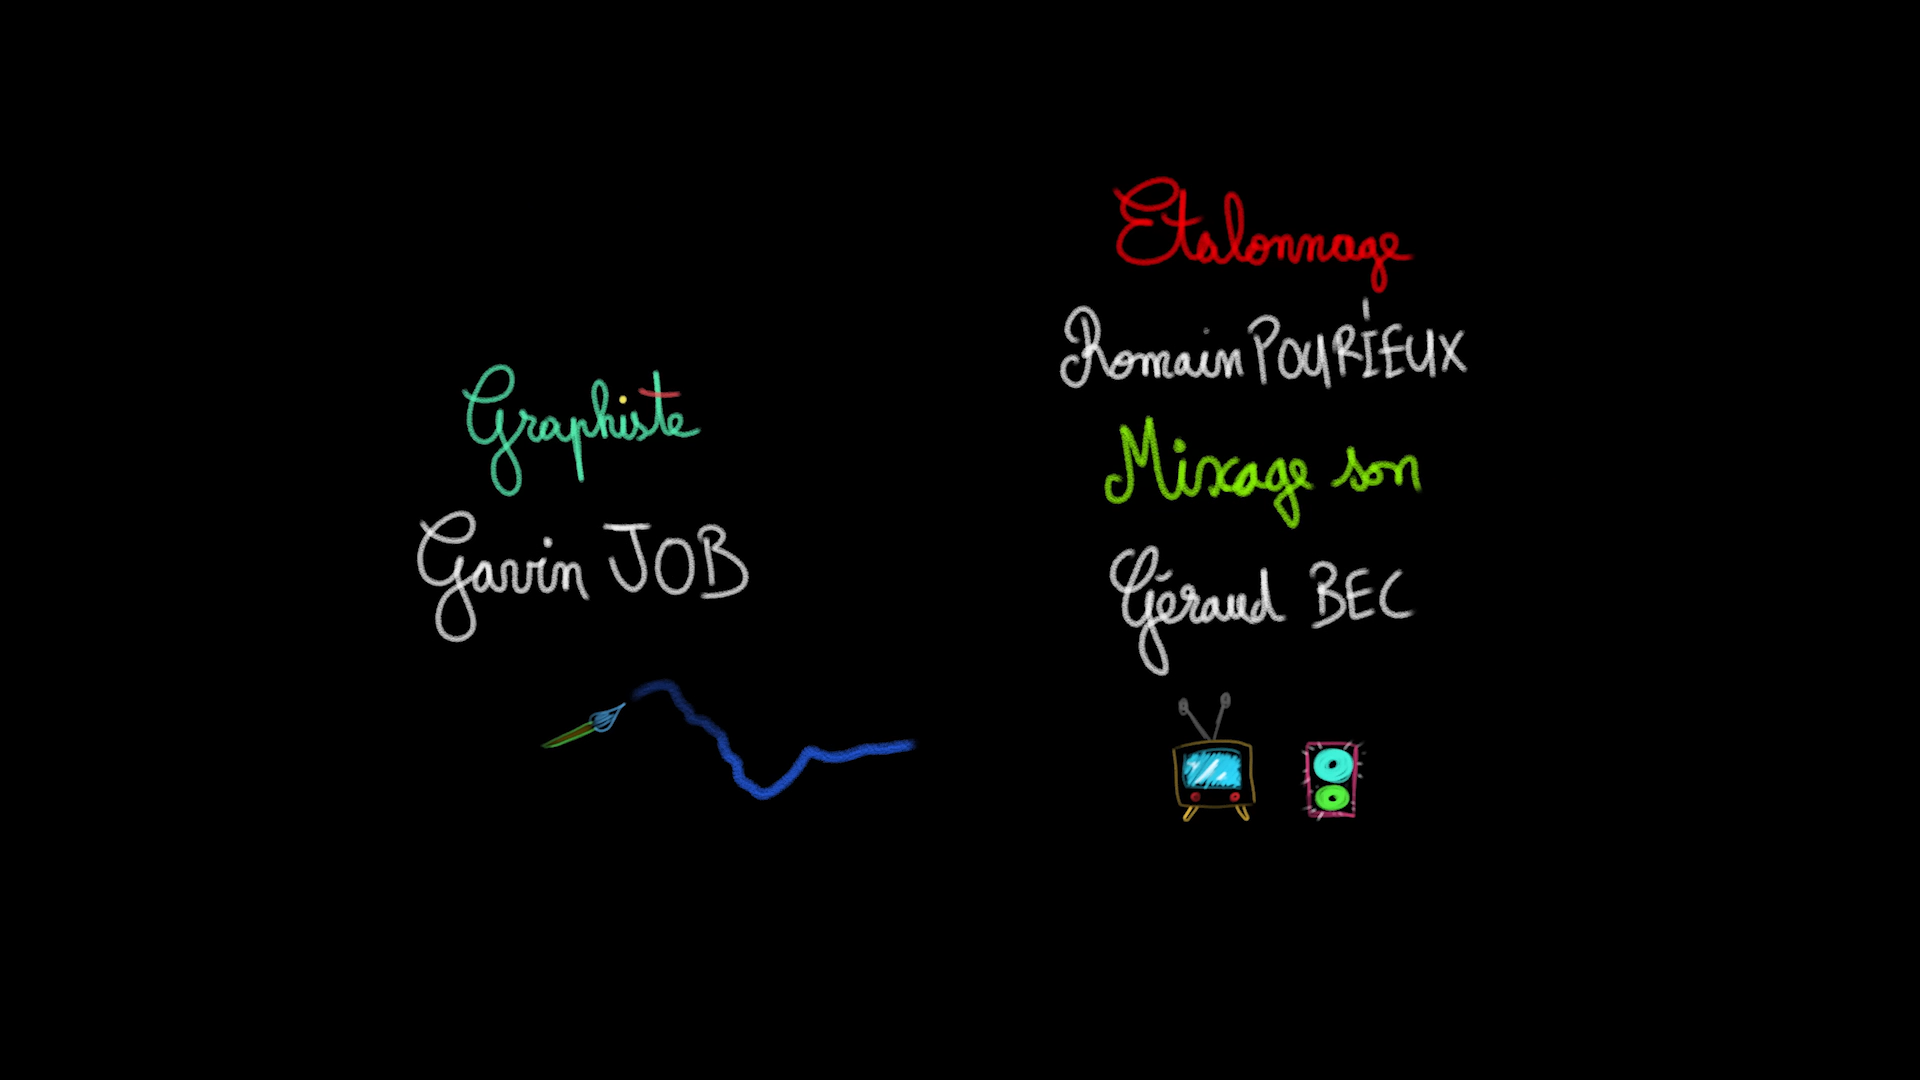 Graphiste
Gavin JOB
Etalonnage
Romain POURIEUX
Mixage son
Géraud BEC